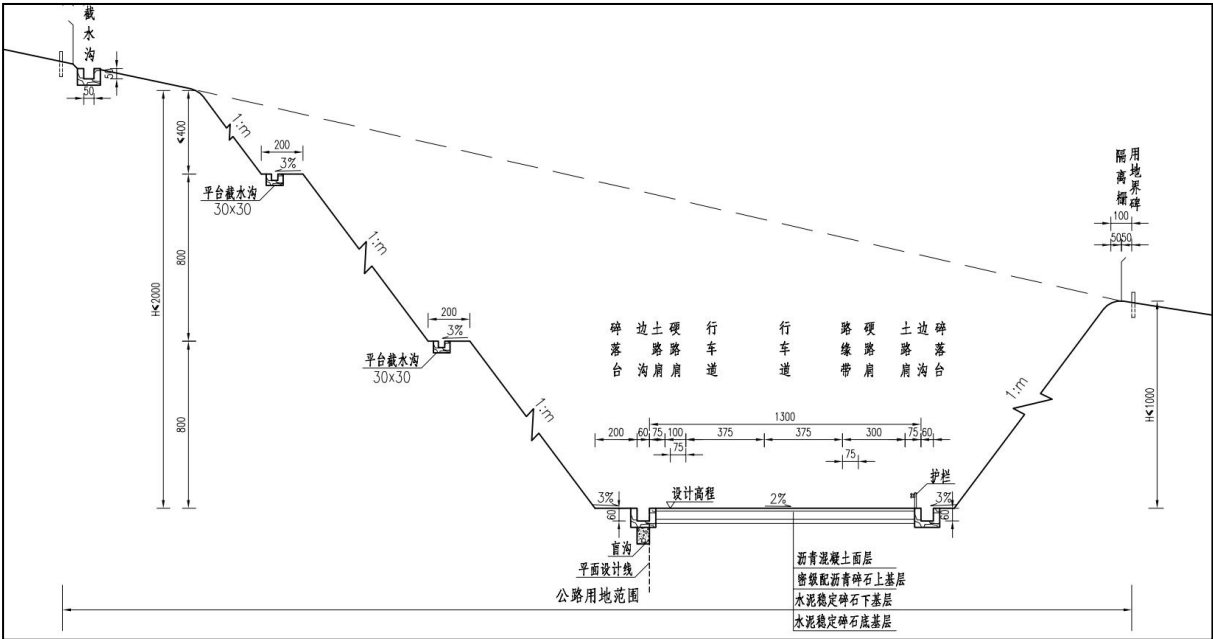 截水沟
50
50
≤400
1:m
200
3%
平台截水沟
30x30
H≤2000
800
1:m
200
3%
平台截水沟
30x30
800
1:m
隔离栅
用地界碑
100
50
50
1:m
H≤1000
碎落台
边沟
土路肩
硬路肩
行车道
行车道
路缘带
硬路肩
土路肩
边沟
碎落台
1300
200
60
75
100
375
375
300
75
60
75
75
3%
60
设计高程
2%
护栏
3%
60
盲沟
平面设计线
沥青混凝土面层
密级配沥青碎石上基层
水泥稳定碎石下基层
水泥稳定碎石底基层
公路用地范围